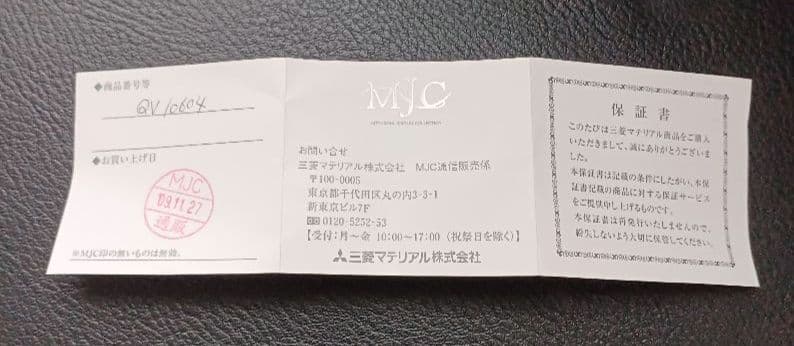 ◆商品番号等
QV10604
◆お買い上げ日
MJC
'09.11.27
通販
※MJC印の無いものは無効。
MJC
お問い合せ
三菱マテリアル株式会社 MJC通信販売係
〒100-0005
東京都千代田区丸の内3-3-1
新東京ビル7F
0120-5252-53
【受付:月～金 10:00～17:00(祝祭日を除く)】
三菱マテリアル株式会社
保証書
このたびは三菱マテリアル商品をご購入
いただきまして、誠にありがとうございま
した。
本保証書は記載の条件にしたがい、本保
証書記載の商品に対する保証サービス
をご提供申し上げるものです。
本保証書は再発行いたしませんので、
紛失しないよう大切に保管してください。